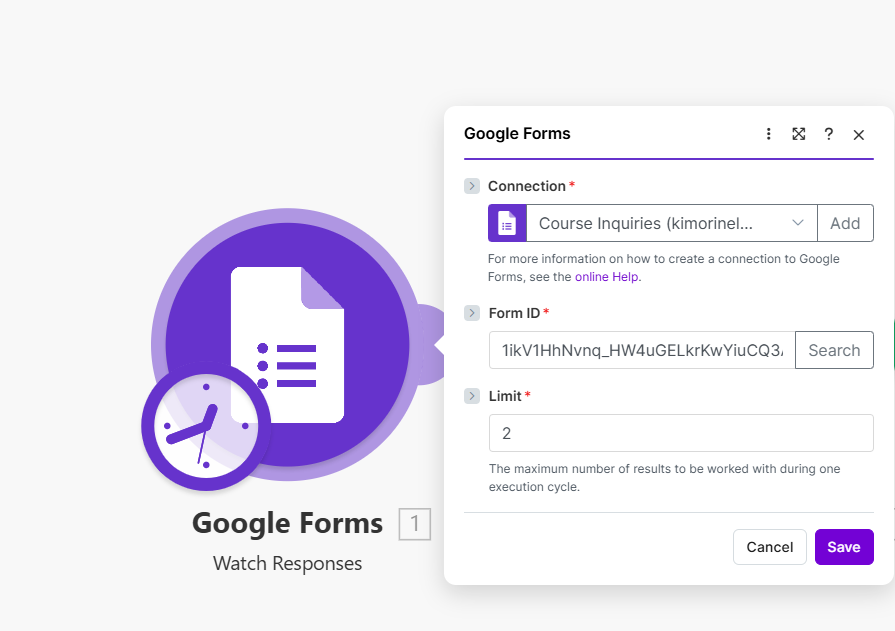 Google Forms
?
Connection *
Course Inquiries (kimorinel...
Add
For more information on how to create a connection to Google
Forms, see the online Help.
Form ID *
1ikV1HhNvnq_HW4uGELkrKwYiuCQ3
Search
Limit *
2
The maximum number of results to be worked with during one
execution cycle.
Cancel
Save
Google Forms 1
Watch Responses